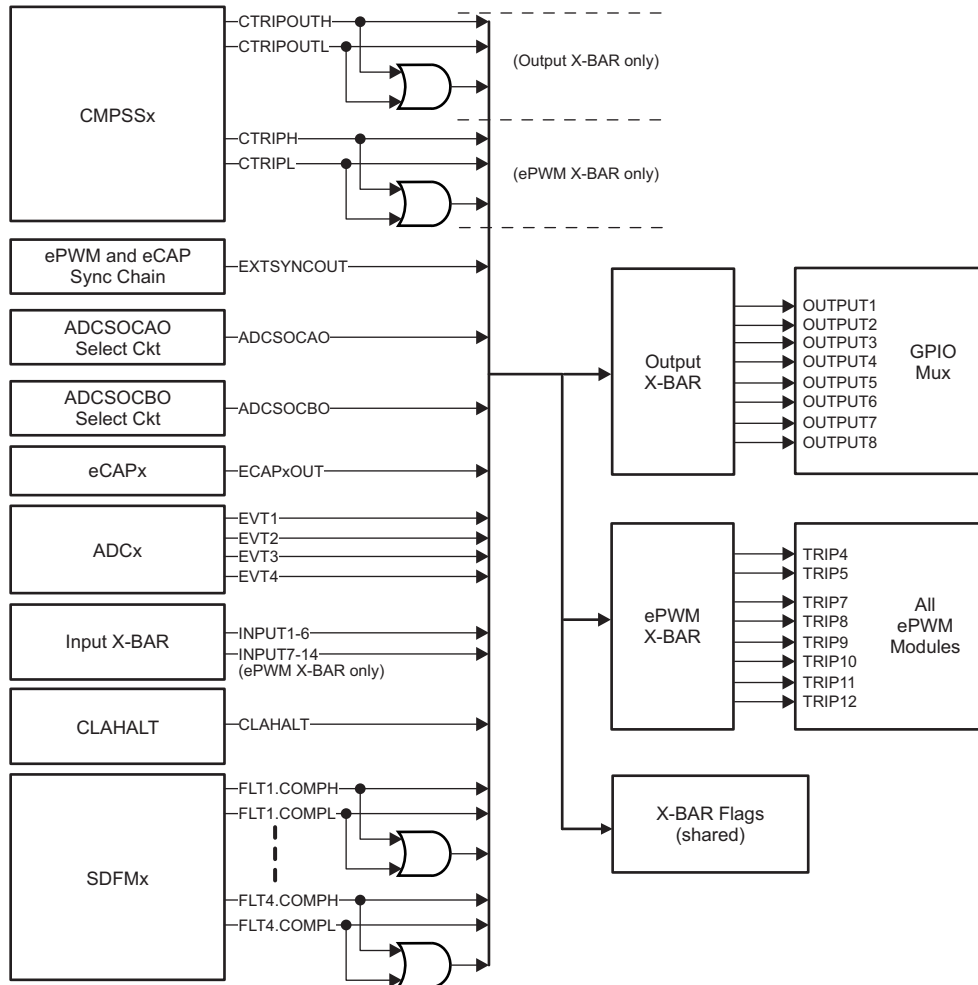 CMPSSx
CTRIPOUTH
CTRIPOUTL
(Output X-BAR only)
CTRIPH
CTRIPL
(ePWM X-BAR only)
ePWM and eCAP
Sync Chain
EXTSYNCOUT
ADCSOCAO
Select Ckt
ADCSOCAO
ADCSOCBO
Select Ckt
ADCSOCBO
eCAPx
ECAPxOUT
ADCx
EVT1
EVT2
EVT3
EVT4
Input X-BAR
INPUT1-6
INPUT7-14
(ePWM X-BAR only)
CLAHALT
CLAHALT
SDFMx
FLT1.COMPH
FLT1.COMPL
FLT4.COMPH
FLT4.COMPL
Output
X-BAR
OUTPUT1
OUTPUT2
OUTPUT3
OUTPUT4
OUTPUT5
OUTPUT6
OUTPUT7
OUTPUT8
GPIO
Mux
ePWM
X-BAR
TRIP4
TRIP5
TRIP7
TRIP8
TRIP9
TRIP10
TRIP11
TRIP12
All
ePWM
Modules
X-BAR Flags
(shared)